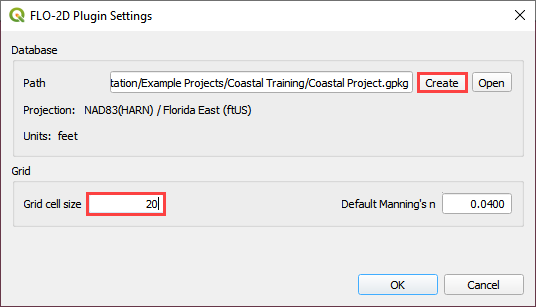 FLO-2D Plugin Settings
Database
Path tation/Example Projects/Coastal Training/Coastal Project.gpkg Create Open
Projection: NAD83(HARN) / Florida East (ftUS)
Units: feet
Grid
Grid cell size 20 Default Manning's n 0.0400
OK Cancel